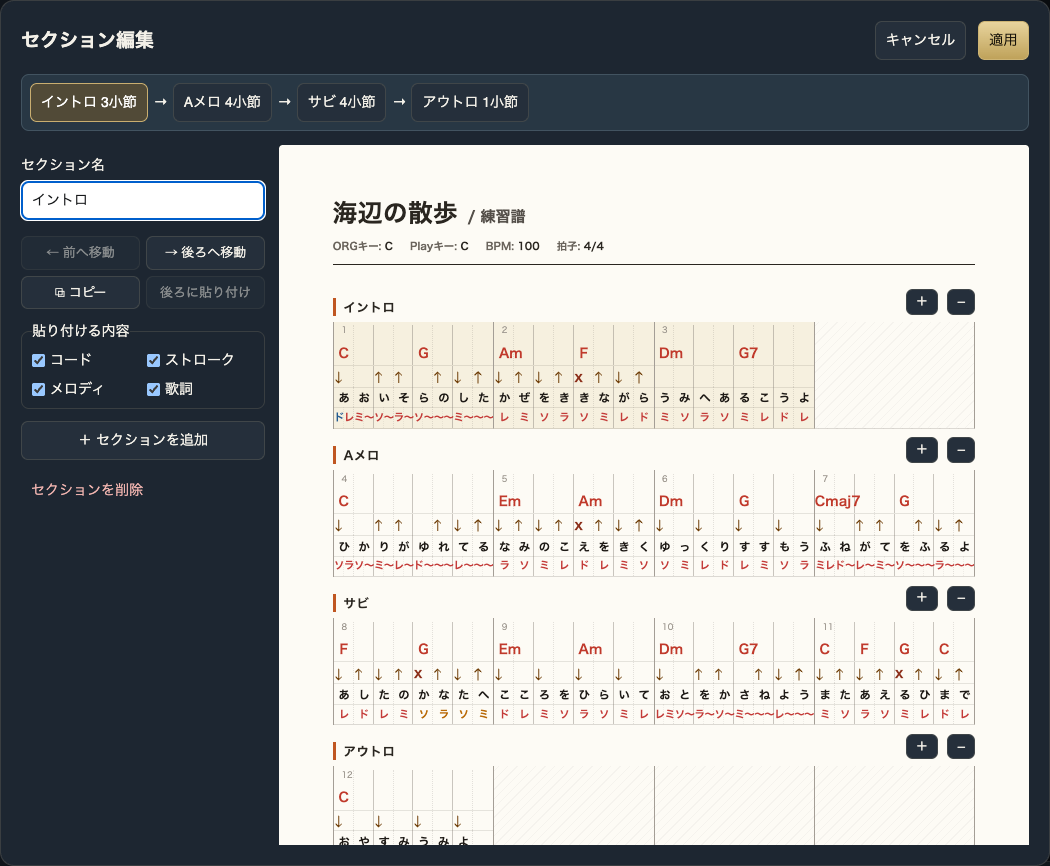 セクション編集
キャンセル 適用
イントロ 3小節 → Aメロ 4小節 → サビ 4小節 → アウトロ 1小節
セクション名
イントロ
← 前へ移動 → 後ろへ移動
コピー 後ろに貼り付け
貼り付ける内容
コード ストローク
メロディ 歌詞
+ セクションを追加
セクションを削除
海辺の散歩 / 練習譜
ORGキー: C Playキー: C BPM: 100 拍子: 4/4
イントロ + −
1 2 3
C G Am F Dm G7
↓ ↑ ↑ ↑ ↓ ↑ ↓ ↑ ↓ ↑ x ↑ ↓ ↑
あ お い そ ら の し た か ぜ を き き な が ら う み へ あ る こ う よ
ドレミ〜ソ〜ラ〜ソ〜〜〜ミ〜〜〜 レ ミ ソ ラ ソ ミ レ ド ミ ソ ラ ソ ミ レ ド レ
Aメロ + −
4 5 6 7
C Em Am Dm G Cmaj7 G
↓ ↑ ↑ ↑ ↓ ↑ ↓ ↑ ↓ ↑ x ↑ ↓ ↑ ↓ ↓ ↓ ↓ ↓ ↑ ↑ ↑ ↓ ↑
ひ か り が ゆ れ て る な み の こ え を き く ゆ っ く り す す も う ふ ね が て を ふ る よ
ソラソ〜ミ〜レ〜ド〜〜〜レ〜〜〜 ラ ソ ミ レ ド レ ミ ソ ソ ミ レ ド レ ミ ソ ラ ミレド〜レ〜ミ〜ソ〜〜〜ラ〜〜〜
サビ + −
8 9 10 11
F G Em Am Dm G7 C F G C
↓ ↑ ↓ ↑ x ↑ ↓ ↑ ↓ ↓ ↓ ↓ ↓ ↑ ↑ ↑ ↓ ↑ ↓ ↑ ↓ ↑ x ↑ ↓ ↑
あ し た の か な た へ こ こ ろ を ひ ら い て お と を か さ ね よ う ま た あ え る ひ ま で
レ ド レ ミ ソ ラ ソ ミ ド レ ミ ソ ラ ソ ミ レ レミソ〜ラ〜ソ〜ミ〜〜〜レ〜〜〜 ミ ソ ラ ソ ミ レ ド レ
アウトロ + −
12
C
↓ ↓ ↓ ↓
お や す み う み よ